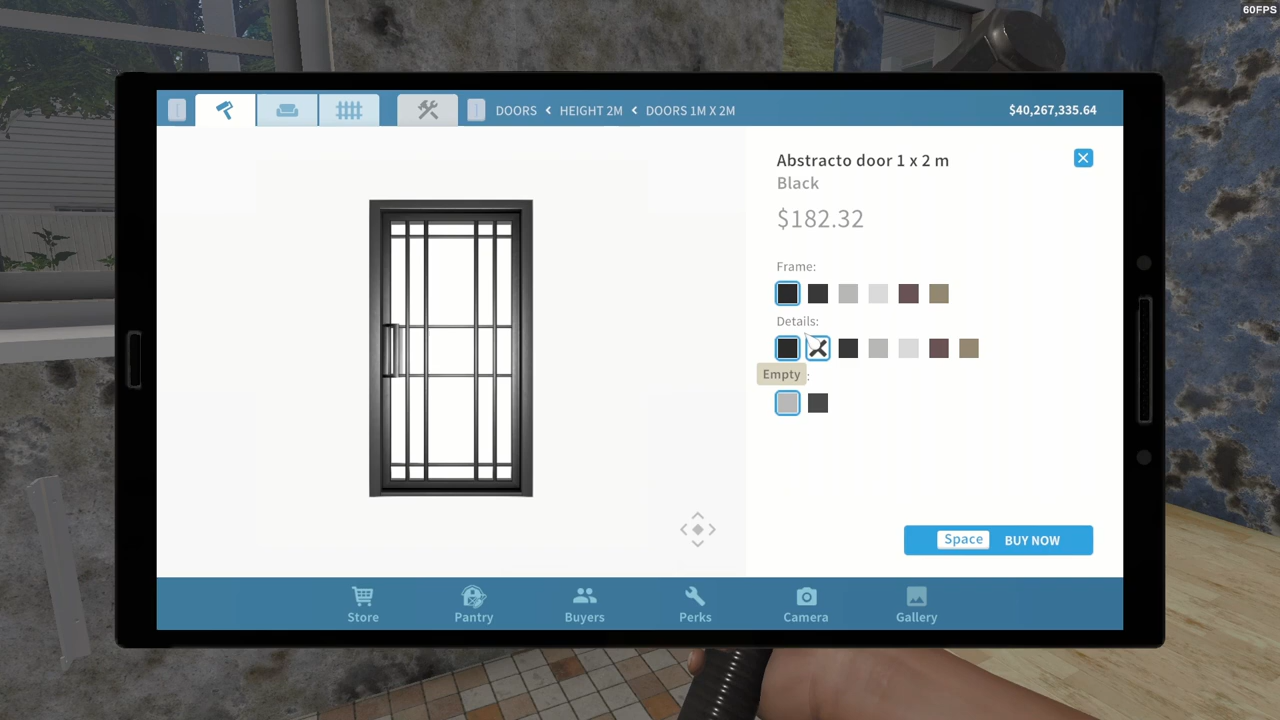 60FPS
DOORS < HEIGHT 2M < DOORS 1M X 2M
$40,267,335.64
Abstracto door 1 x 2 m
Black
$182.32
Frame:
Details:
Empty :
Space BUY NOW
Store
Pantry
Buyers
Perks
Camera
Gallery